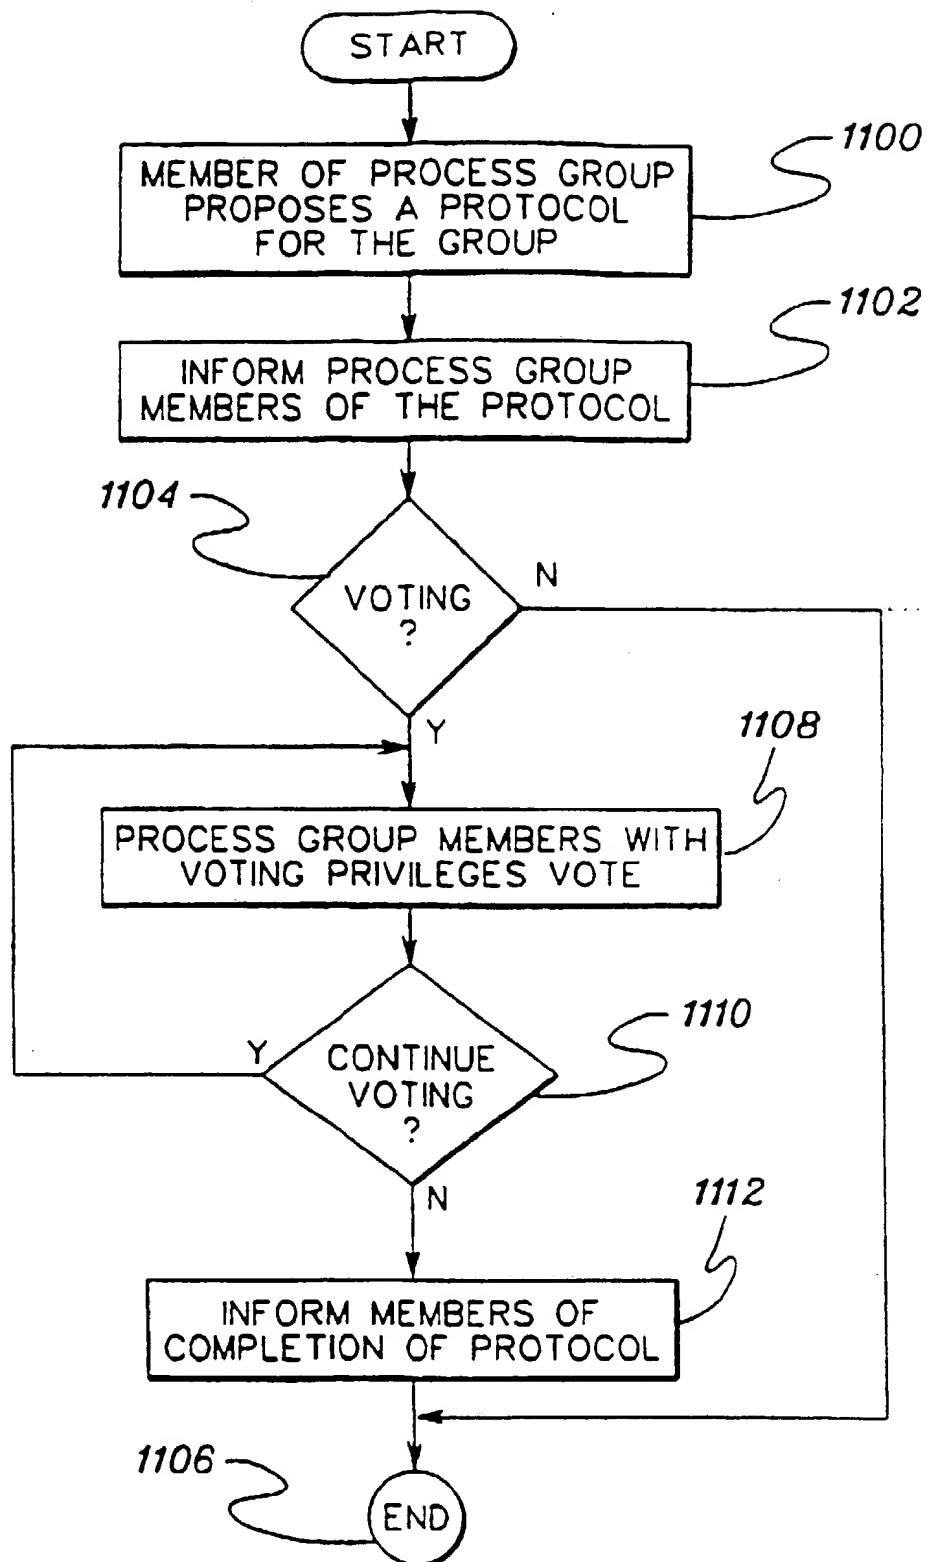 START
MEMBER OF PROCESS GROUP
PROPOSES A PROTOCOL
FOR THE GROUP
1100
INFORM PROCESS GROUP
MEMBERS OF THE PROTOCOL
1102
1104
VOTING
?
N
Y
1108
PROCESS GROUP MEMBERS WITH
VOTING PRIVILEGES VOTE
1110
Y
CONTINUE
VOTING
?
N
1112
INFORM MEMBERS OF
COMPLETION OF PROTOCOL
1106
END